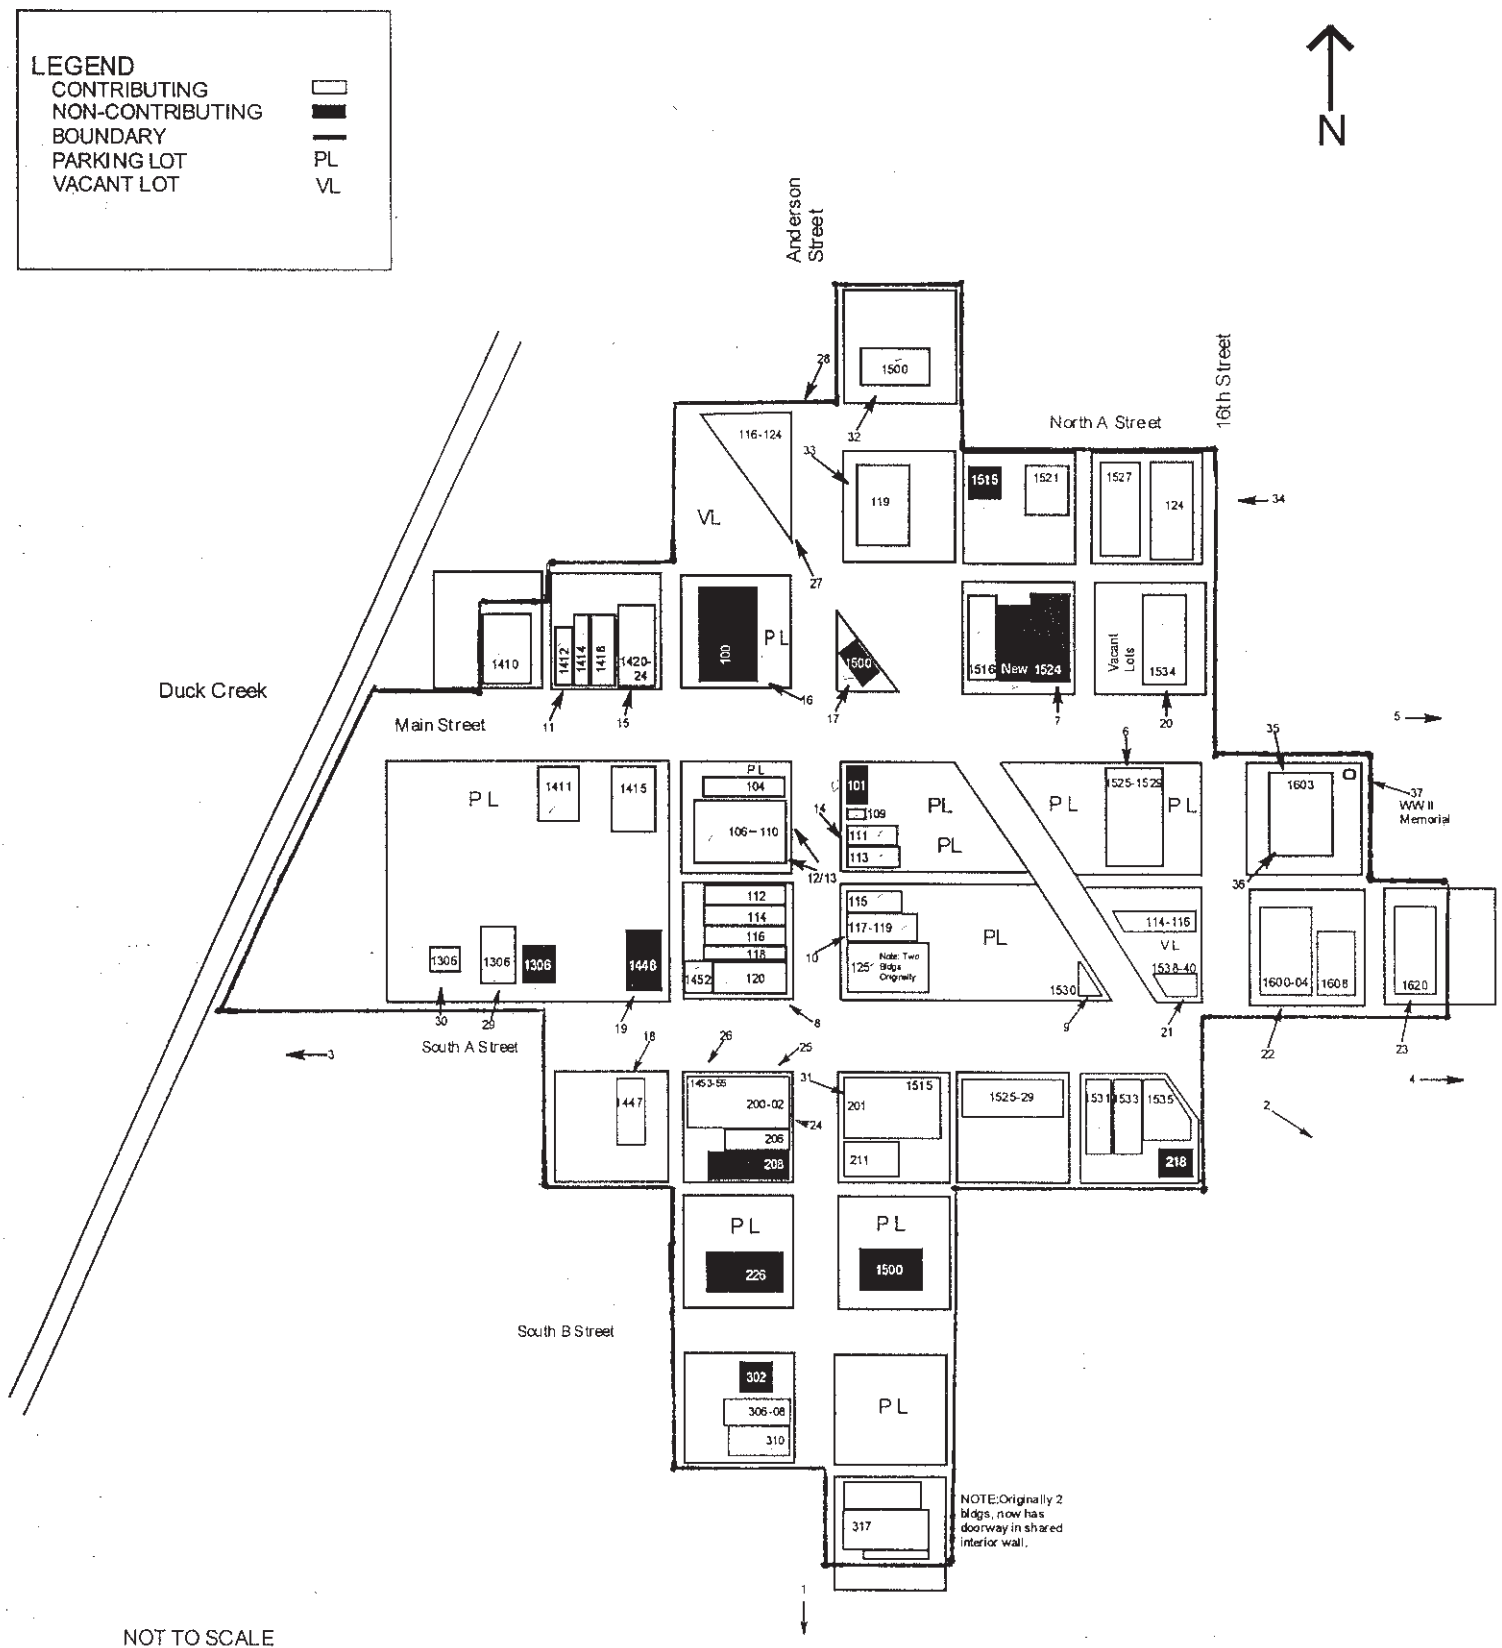 LEGEND
CONTRIBUTING
NON-CONTRIBUTING
BOUNDARY
PARKING LOT PL
VACANT LOT VL
N
Anderson
Street
16th Street
North A Street
28
1500
32
33
116-124
VL
119
1515
1521
1527
124
34
27
1410
1412
1414
1418
1420-
24
100
PL
1500
1516
New
1524
Vacant
Lots
1534
Duck Creek
Main Street
11
15
16
17
7
20
5
6
35
PL
1411
1415
PL
104
106-110
101
109
111
113
14
PL
PL
PL
1525-1529
PL
1603
37
WW II
Memorial
12/13
36
112
114
116
118
1452
120
115
117-119
125
Note: Two
Bldgs
Originally
10
PL
114-116
VL
1538-40
1530
1600-04
1608
1620
1306
1306
1306
1448
30
29
19
8
9
21
22
23
South A Street
3
18
26
25
31
4
2
1447
1453-55
200-02
206
208
24
1515
201
211
1525-29
1531
1533
1535
218
PL
226
PL
1500
South B Street
302
306-08
310
PL
317
NOTE:Originally 2
bldgs, now has
doorway in shared
interior wall.
1
NOT TO SCALE